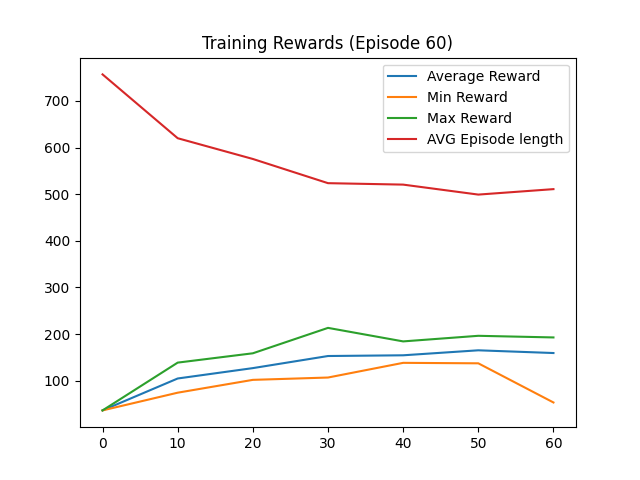 Training Rewards (Episode 60)
Average Reward
Min Reward
Max Reward
AVG Episode length
700
600
500
400
300
200
100
0 10 20 30 40 50 60